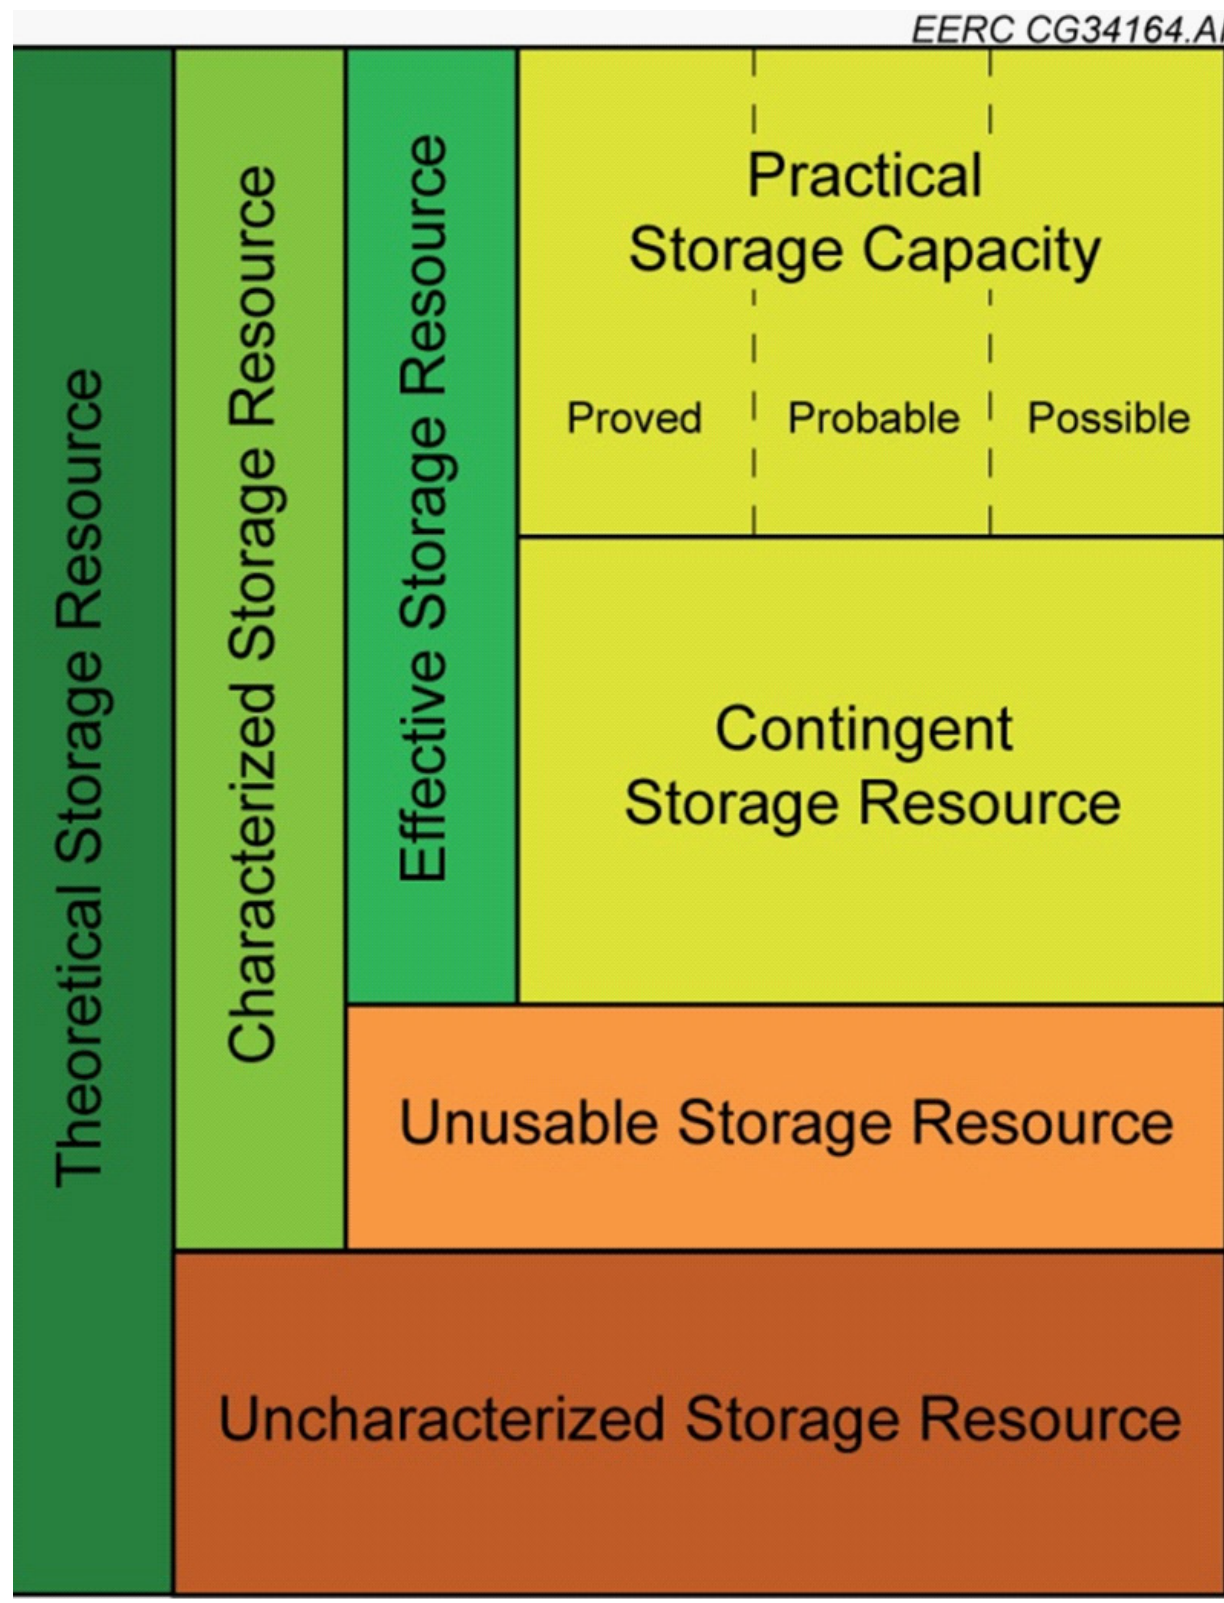 EERC CG34164.AI
Theoretical Storage Resource
Characterized Storage Resource
Effective Storage Resource
Practical
Storage Capacity
Proved
Probable
Possible
Contingent
Storage Resource
Unusable Storage Resource
Uncharacterized Storage Resource